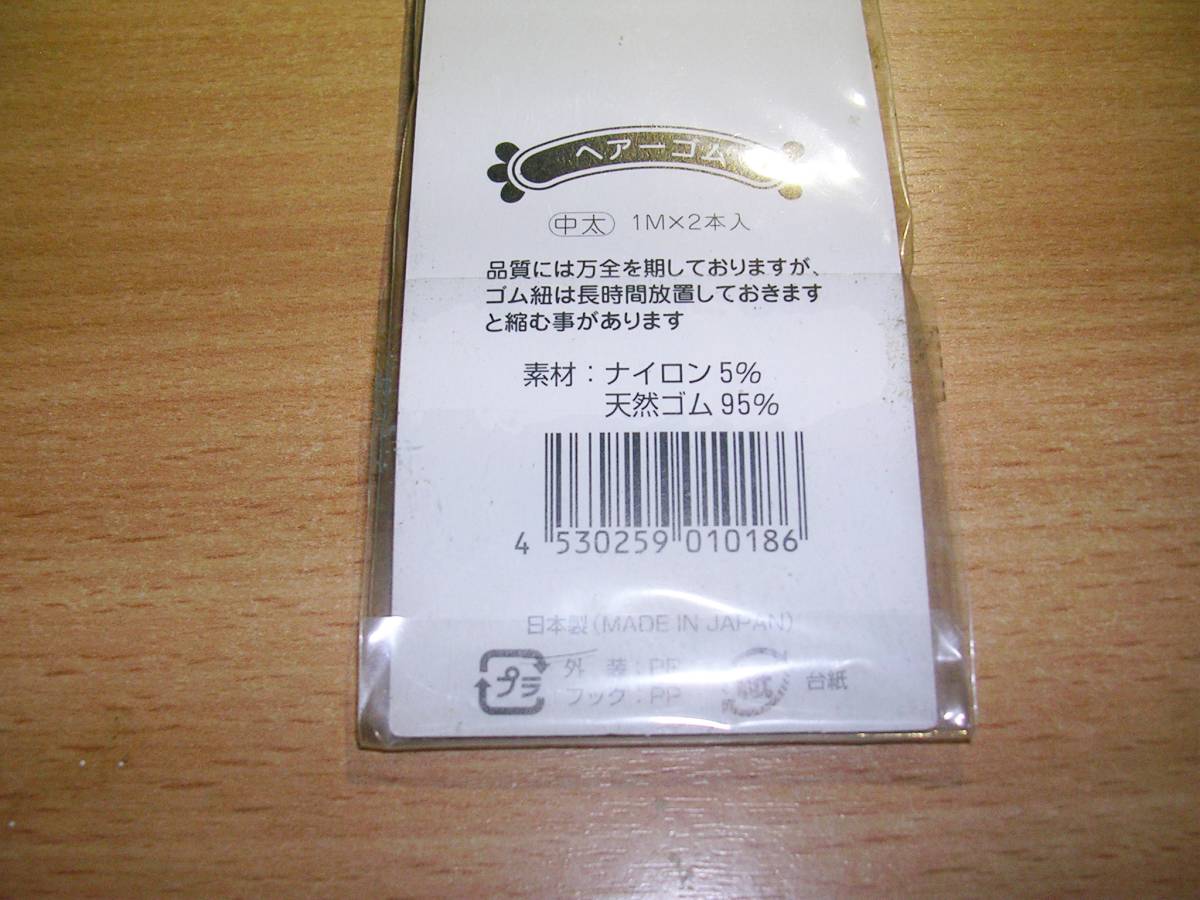 ヘアーゴム
中太 1M×2本入
品質には万全を期しておりますが、
ゴム紐は長時間放置しておきます
と縮む事があります
素材：ナイロン5%
天然ゴム95%
4 530259 010186
日本製(MADE IN JAPAN)
プラ 外装：PP 紙 台紙
フック：PP